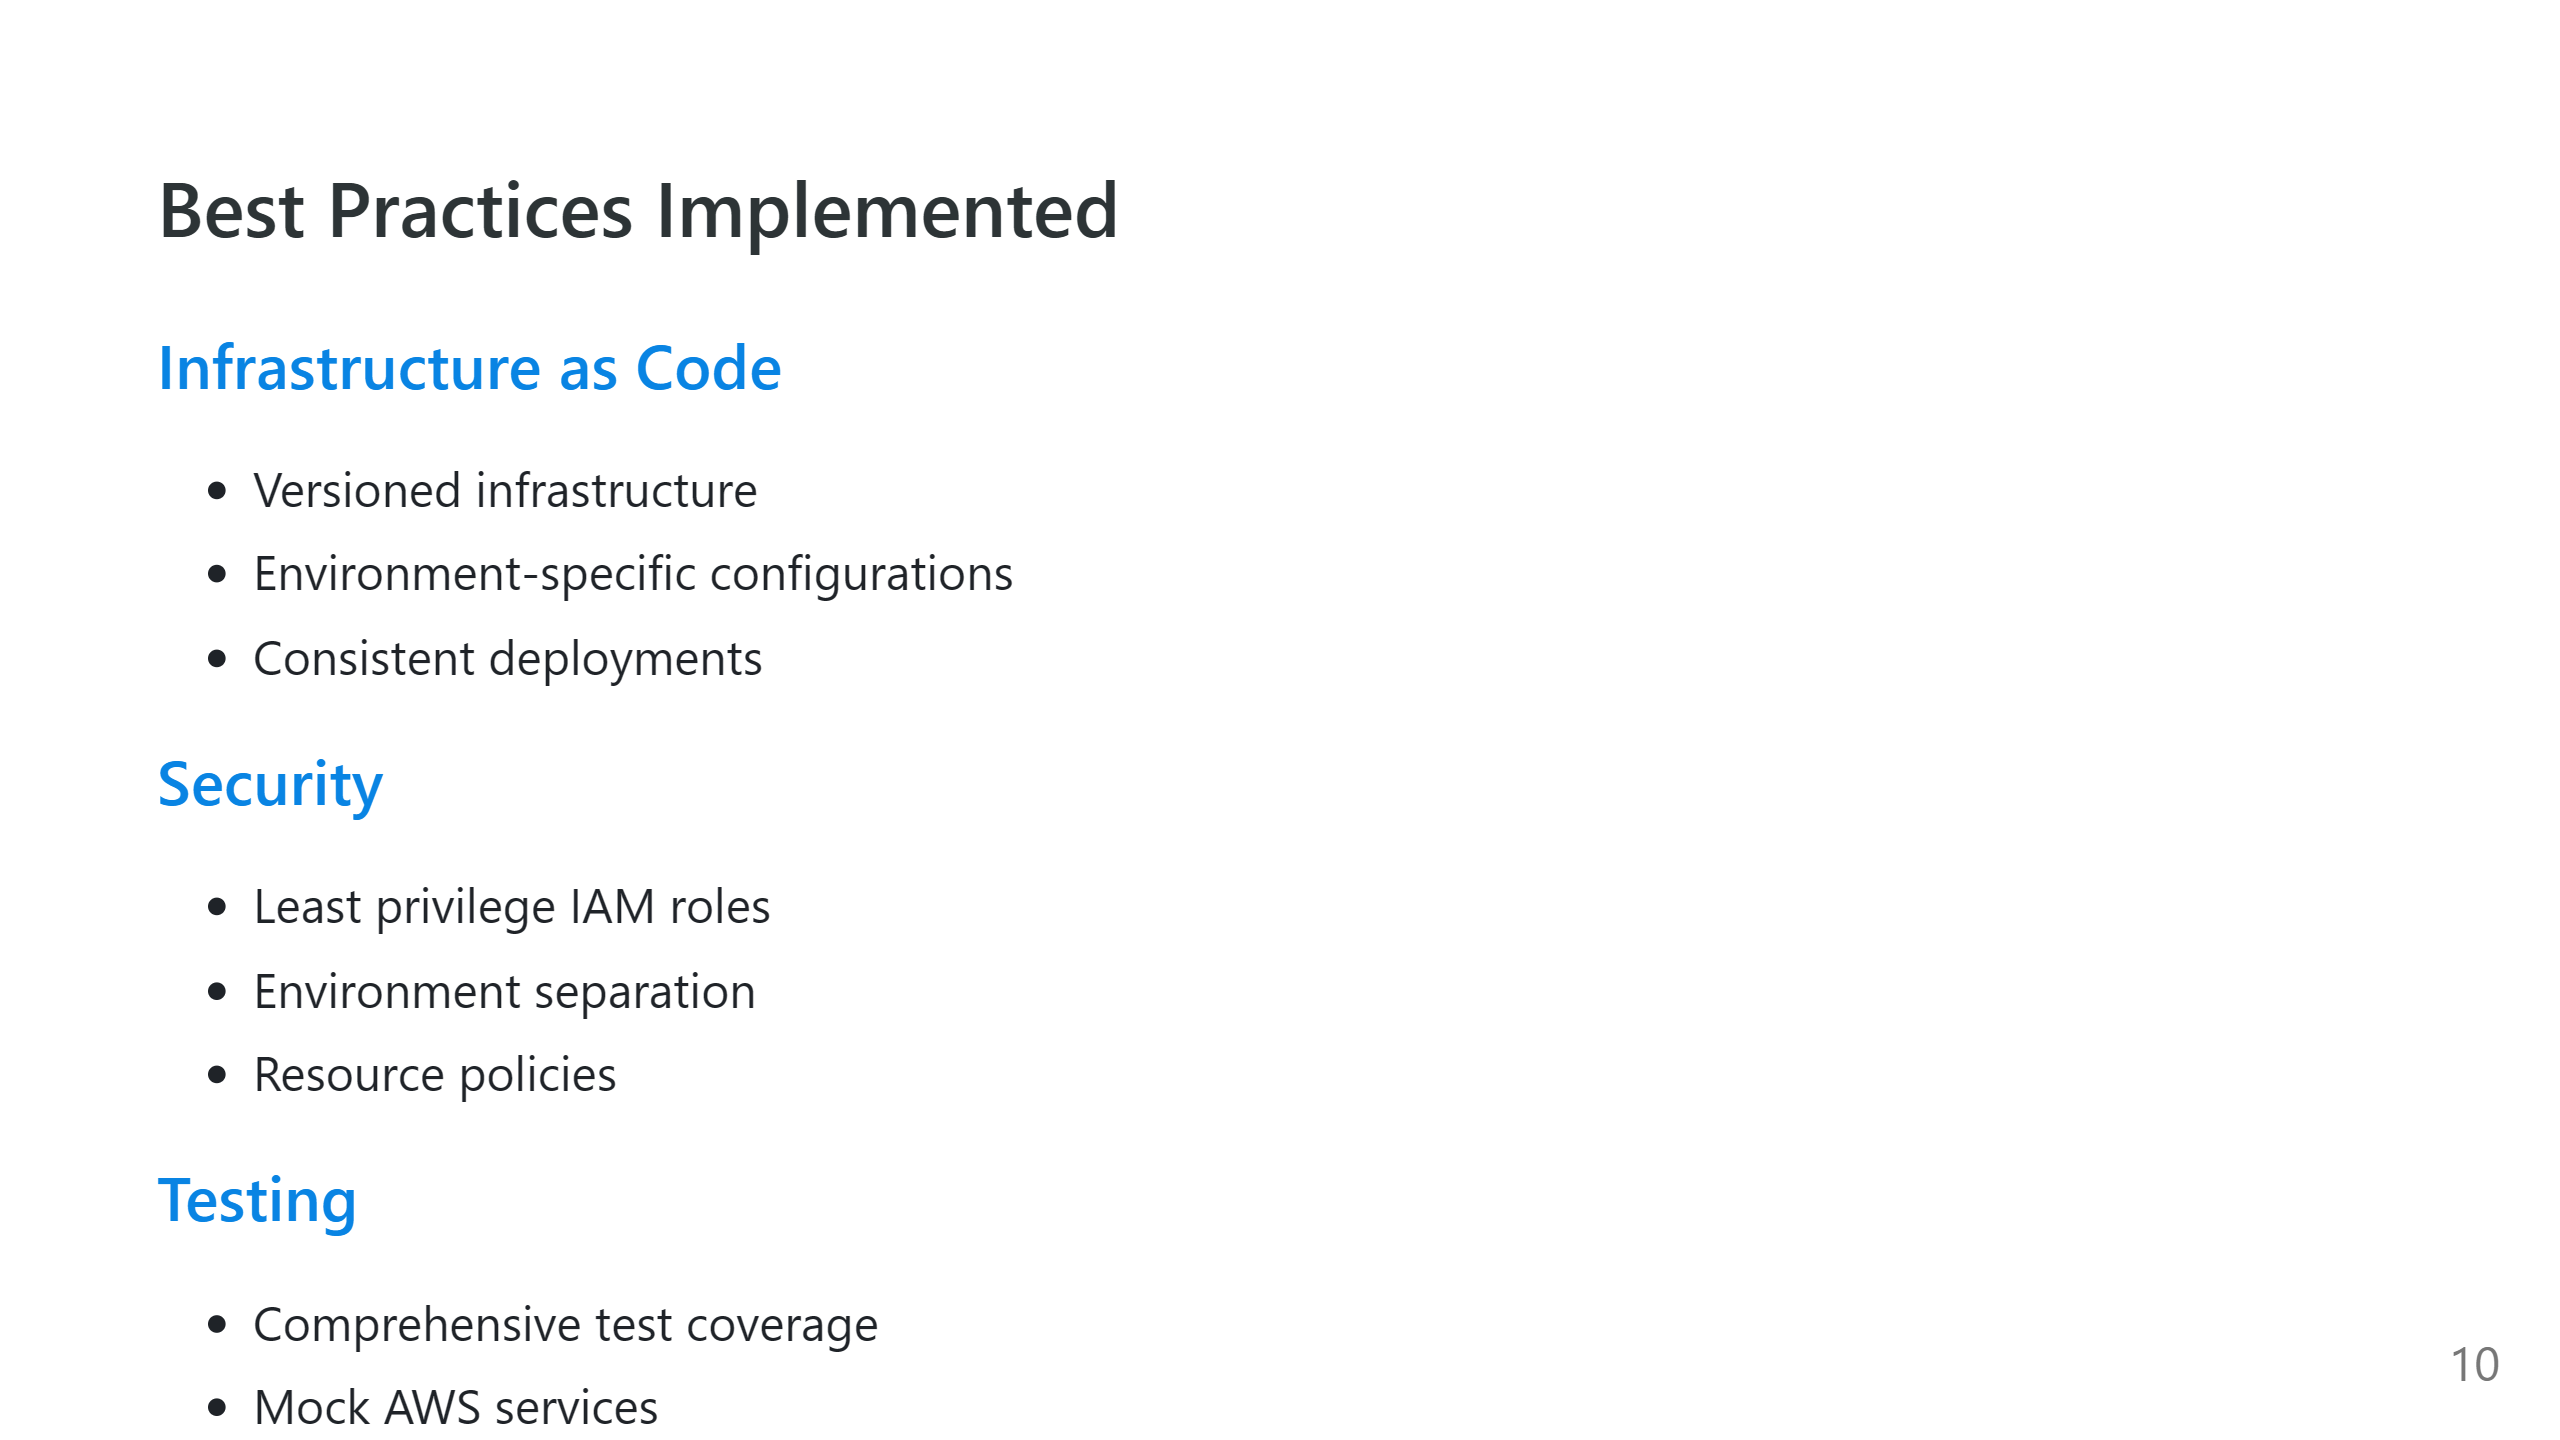 Best Practices Implemented
Infrastructure as Code
• Versioned infrastructure
• Environment-specific configurations
• Consistent deployments
Security
• Least privilege IAM roles
• Environment separation
• Resource policies
Testing
• Comprehensive test coverage
• Mock AWS services
10